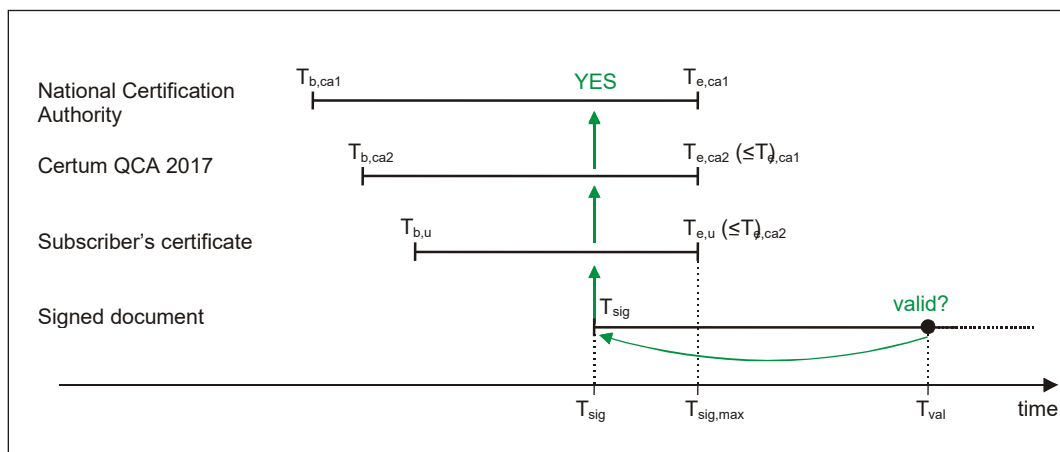 T_b,ca1 YES T_e,ca1
National Certification
Authority
T_b,ca2 T_e,ca2 (≤T_e,ca1)
Certum QCA 2017
T_b,u T_e,u (≤T_e,ca2)
Subscriber's certificate
T_sig valid?
Signed document
T_sig T_sig,max T_val time